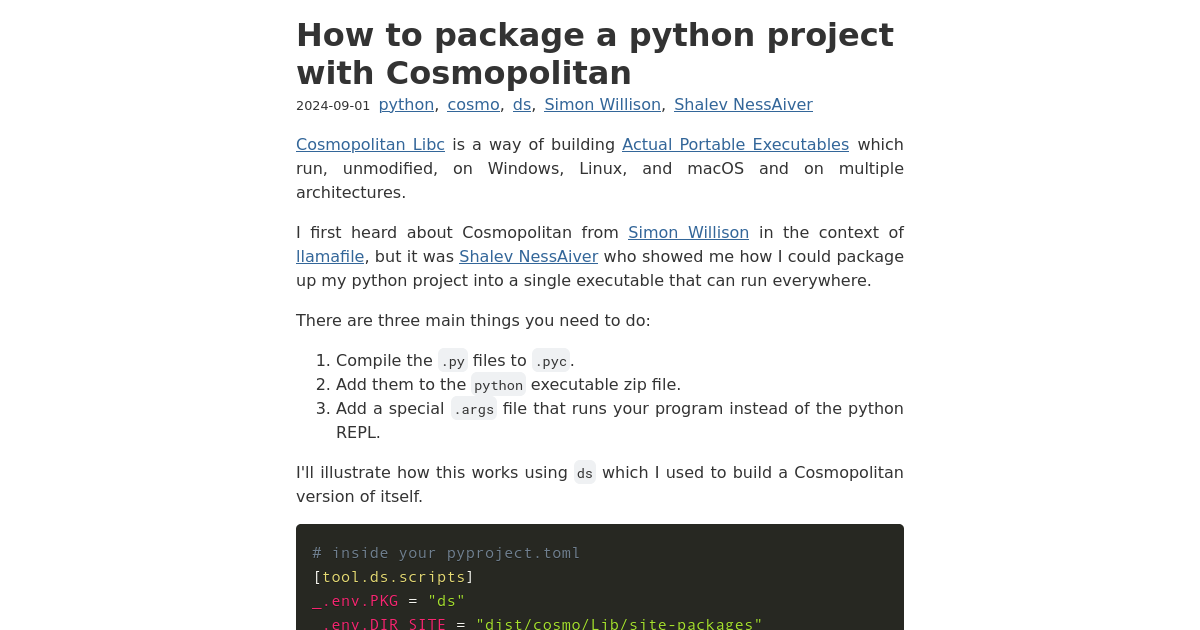 How to package a python project
with Cosmopolitan
2024-09-01 python, cosmo, ds, Simon Willison, Shalev NessAiver
Cosmopolitan Libc is a way of building Actual Portable Executables which
run, unmodified, on Windows, Linux, and macOS and on multiple
architectures.
I first heard about Cosmopolitan from Simon Willison in the context of
llamafile, but it was Shalev NessAiver who showed me how I could package
up my python project into a single executable that can run everywhere.
There are three main things you need to do:
1. Compile the .py files to .pyc.
2. Add them to the python executable zip file.
3. Add a special .args file that runs your program instead of the python
REPL.
I'll illustrate how this works using ds which I used to build a Cosmopolitan
version of itself.
# inside your pyproject.toml
[tool.ds.scripts]
_.env.PKG = "ds"
_.env.DIR_SITE = "dist/cosmo/Lib/site-packages"